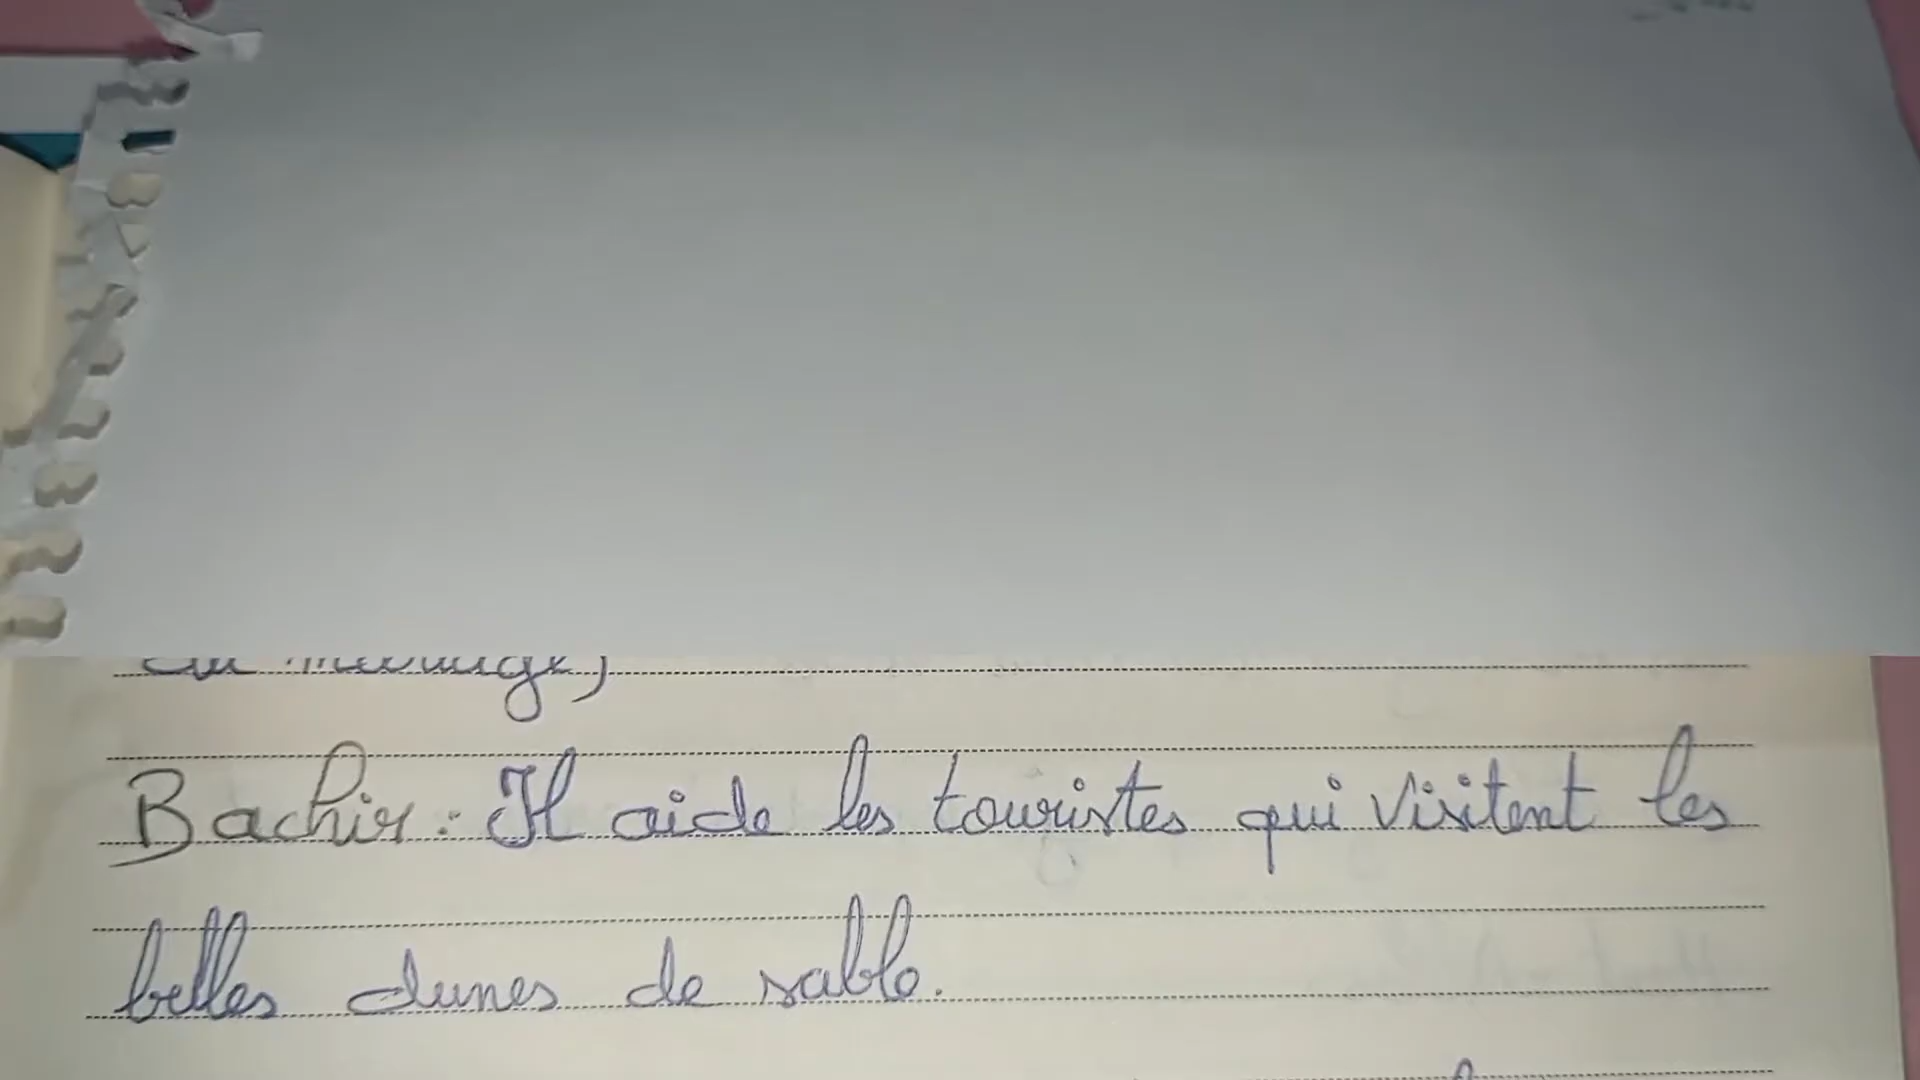 Bachir : Il aide les touristes qui visitent les
belles dunes de sable.